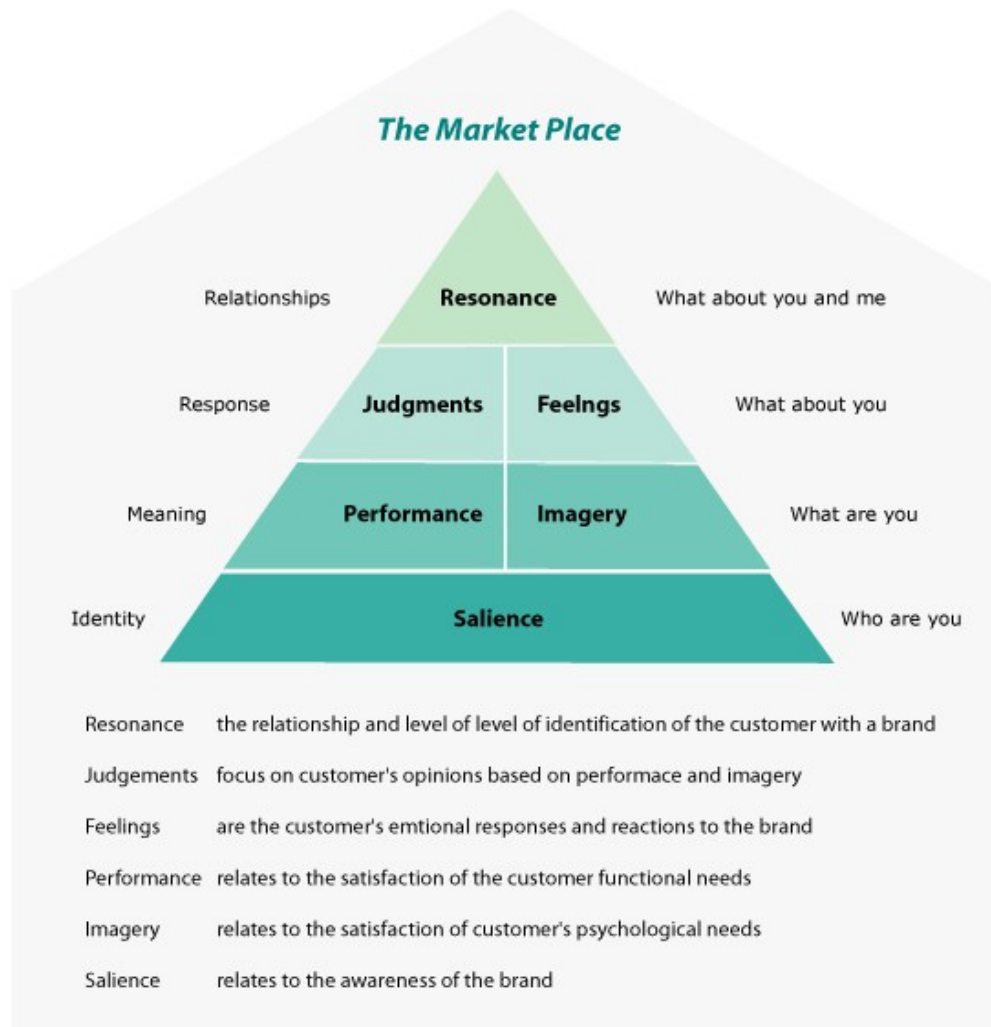 The Market Place
Relationships Resonance What about you and me
Response Judgments Feelngs What about you
Meaning Performance Imagery What are you
Identity Salience Who are you
Resonance the relationship and level of level of identification of the customer with a brand
Judgements focus on customer's opinions based on performace and imagery
Feelings are the customer's emtional responses and reactions to the brand
Performance relates to the satisfaction of the customer functional needs
Imagery relates to the satisfaction of customer's psychological needs
Salience relates to the awareness of the brand